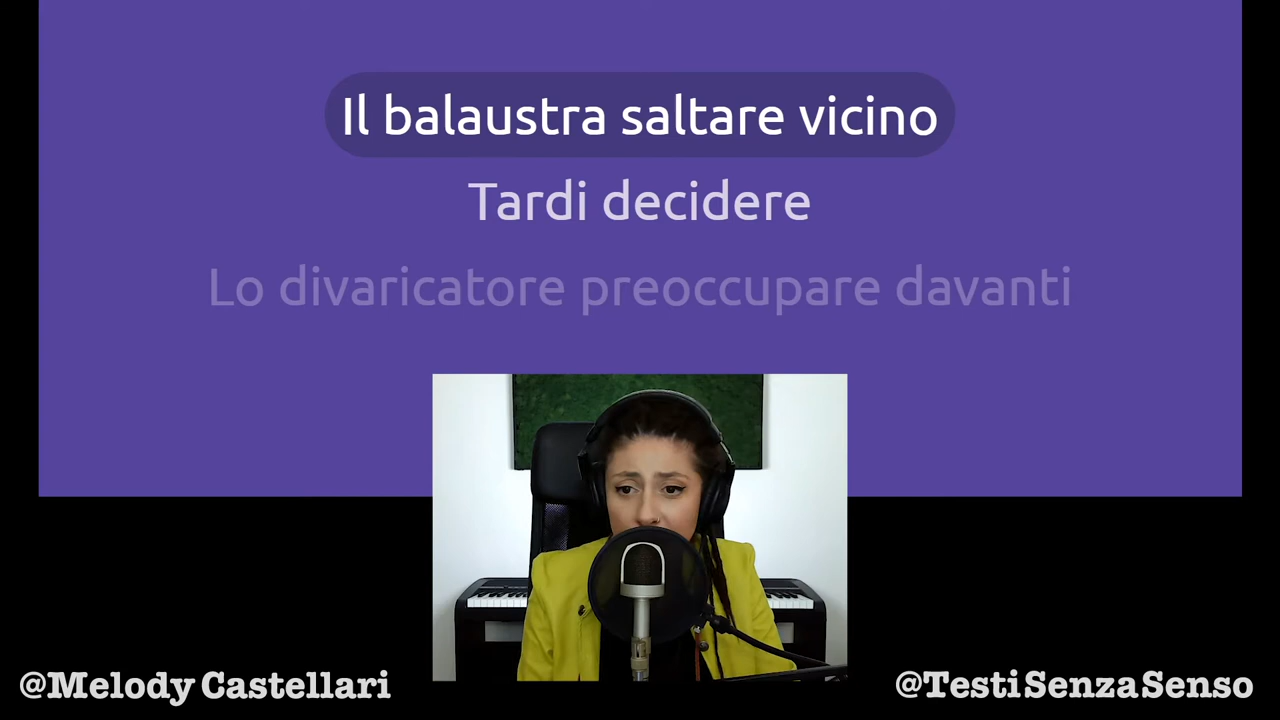 Il balaustra saltare vicino
Tardi decidere
Lo divaricatore preoccupare davanti
@Melody Castellari
@TestiSenzaSenso